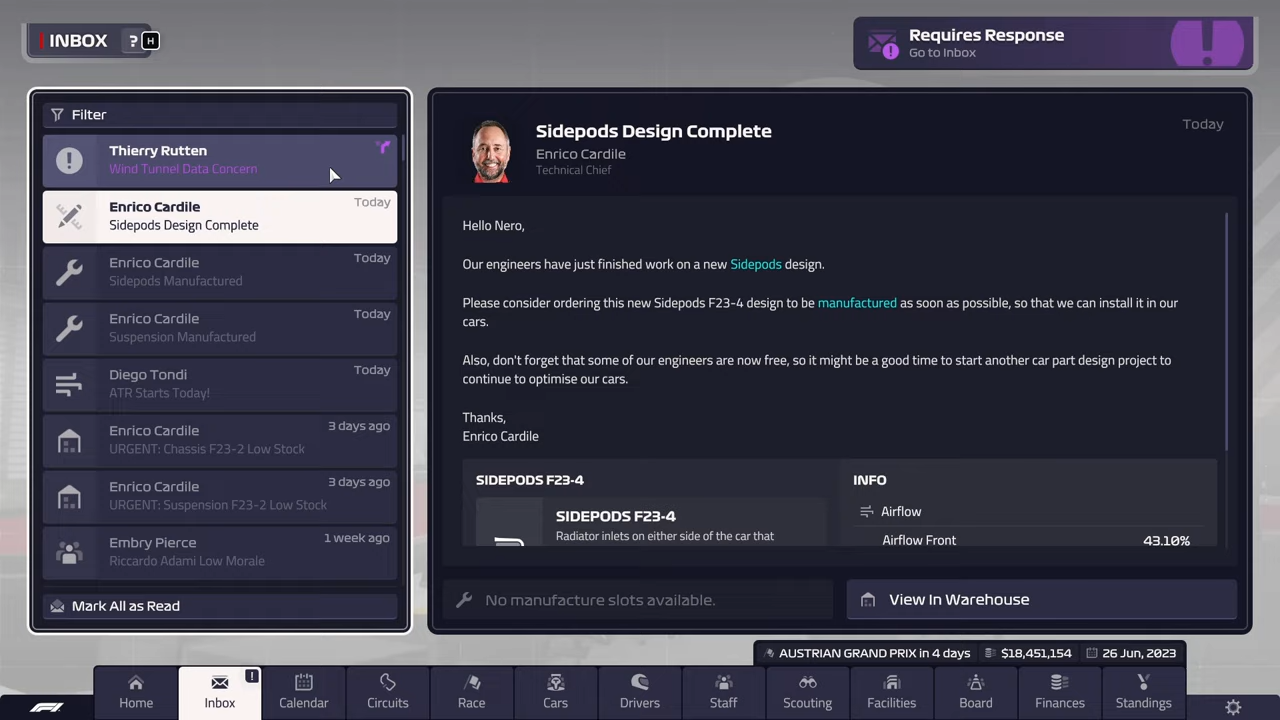 INBOX
? H
Requires Response
Go to Inbox
Filter
Thierry Rutten
Wind Tunnel Data Concern
Enrico Cardile
Today
Sidepods Design Complete
Enrico Cardile
Today
Sidepods Manufactured
Enrico Cardile
Today
Suspension Manufactured
Diego Tondi
Today
ATR Starts Today!
Enrico Cardile
3 days ago
URGENT: Chassis F23-2 Low Stock
Enrico Cardile
3 days ago
URGENT: Suspension F23-2 Low Stock
Embry Pierce
1 week ago
Riccardo Adami Low Morale
Mark All as Read
Sidepods Design Complete
Today
Enrico Cardile
Technical Chief
Hello Nero,
Our engineers have just finished work on a new Sidepods design.
Please consider ordering this new Sidepods F23-4 design to be manufactured as soon as possible, so that we can install it in our
cars.
Also, don't forget that some of our engineers are now free, so it might be a good time to start another car part design project to
continue to optimise our cars.
Thanks,
Enrico Cardile
SIDEPODS F23-4
SIDEPODS F23-4
Radiator inlets on either side of the car that
INFO
Airflow
Airflow Front 43.10%
No manufacture slots available.
View In Warehouse
AUSTRIAN GRAND PRIX in 4 days
$18,451,154
26 Jun, 2023
Home
Inbox
Calendar
Circuits
Race
Cars
Drivers
Staff
Scouting
Facilities
Board
Finances
Standings